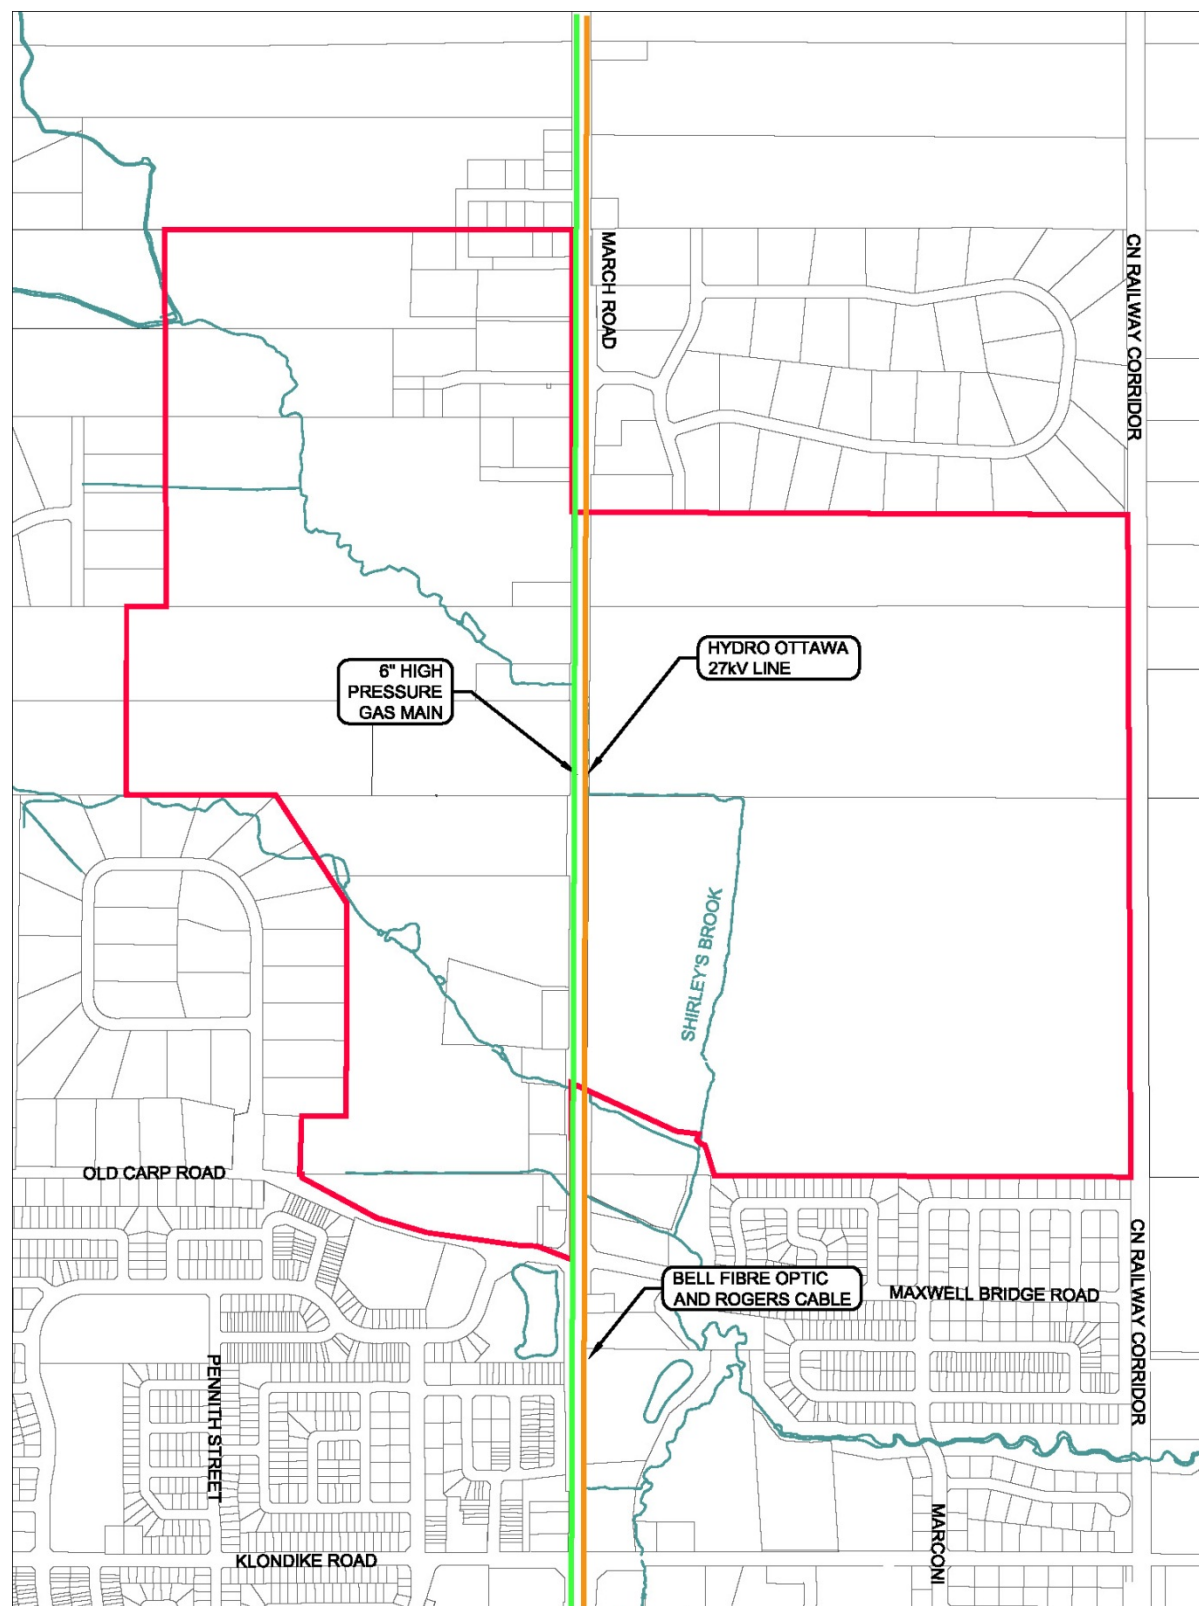 MARCH ROAD
CN RAILWAY CORRIDOR
HYDRO OTTAWA
27kV LINE
6" HIGH
PRESSURE
GAS MAIN
SHIRLEY'S BROOK
OLD CARP ROAD
CN RAILWAY CORRIDOR
BELL FIBRE OPTIC
AND ROGERS CABLE
MAXWELL BRIDGE ROAD
PENNITH STREET
MARCONI
KLONDIKE ROAD